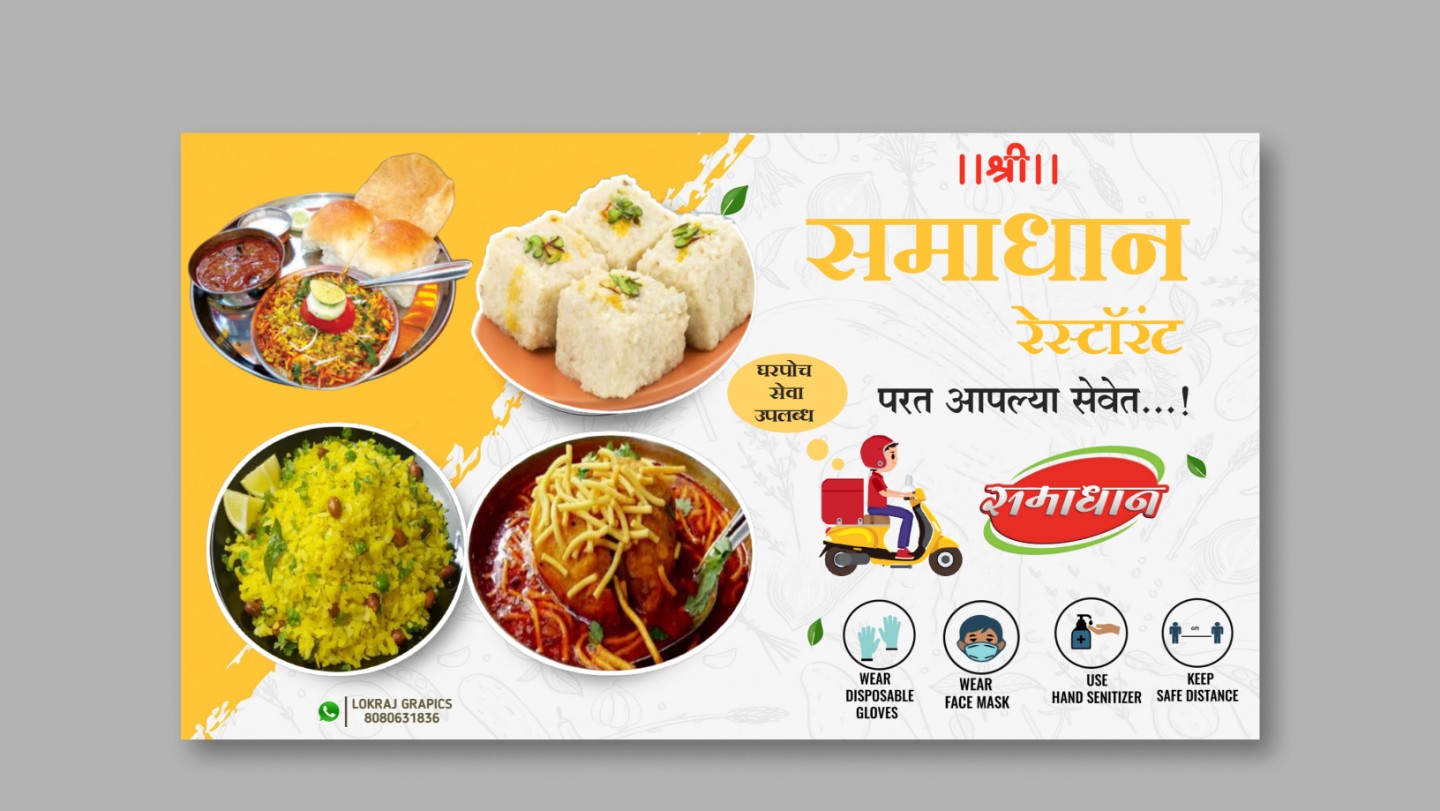 ||श्री||
समाधान
रेस्टॉरंट
घरपोच
सेवा
उपलब्ध
परत आपल्या सेवेत...!
समाधान
WEAR
DISPOSABLE
GLOVES
WEAR
FACE MASK
USE
HAND SENITIZER
KEEP
SAFE DISTANCE
LOKRAJ GRAPICS
8080631836